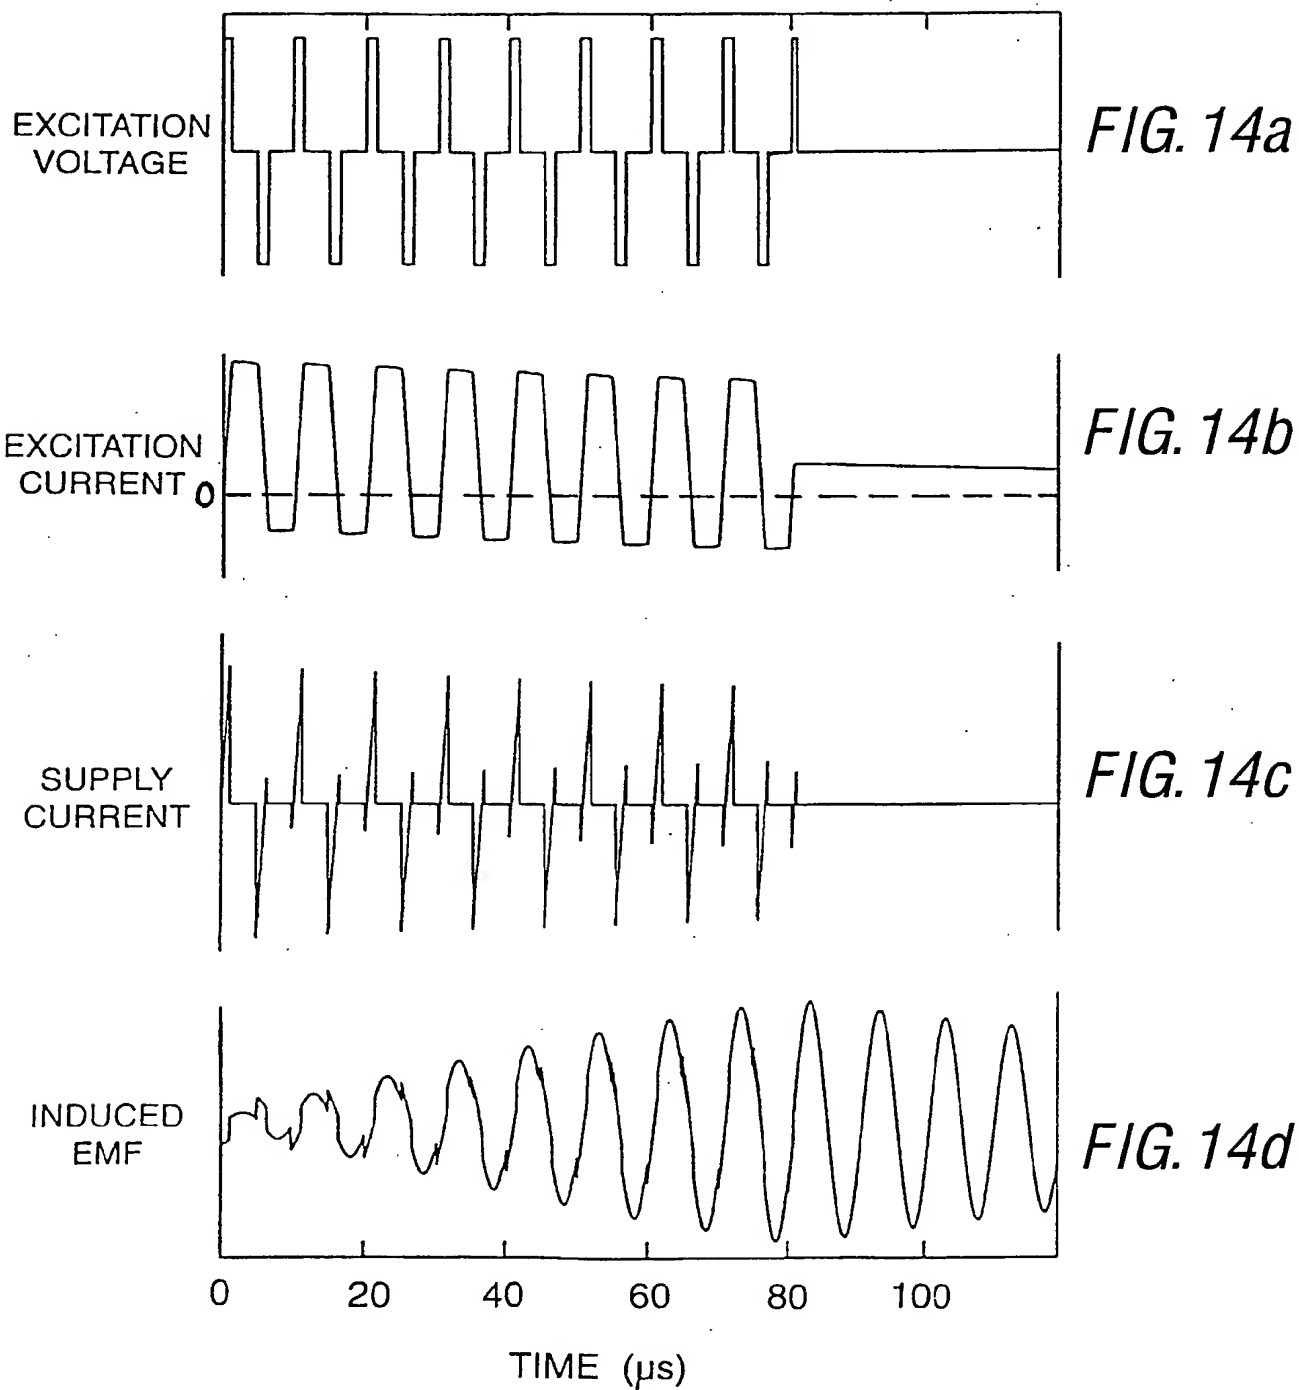 EXCITATION
VOLTAGE
FIG. 14a
EXCITATION
CURRENT
0
FIG. 14b
SUPPLY
CURRENT
FIG. 14c
INDUCED
EMF
FIG. 14d
0 20 40 60 80 100
TIME (µs)